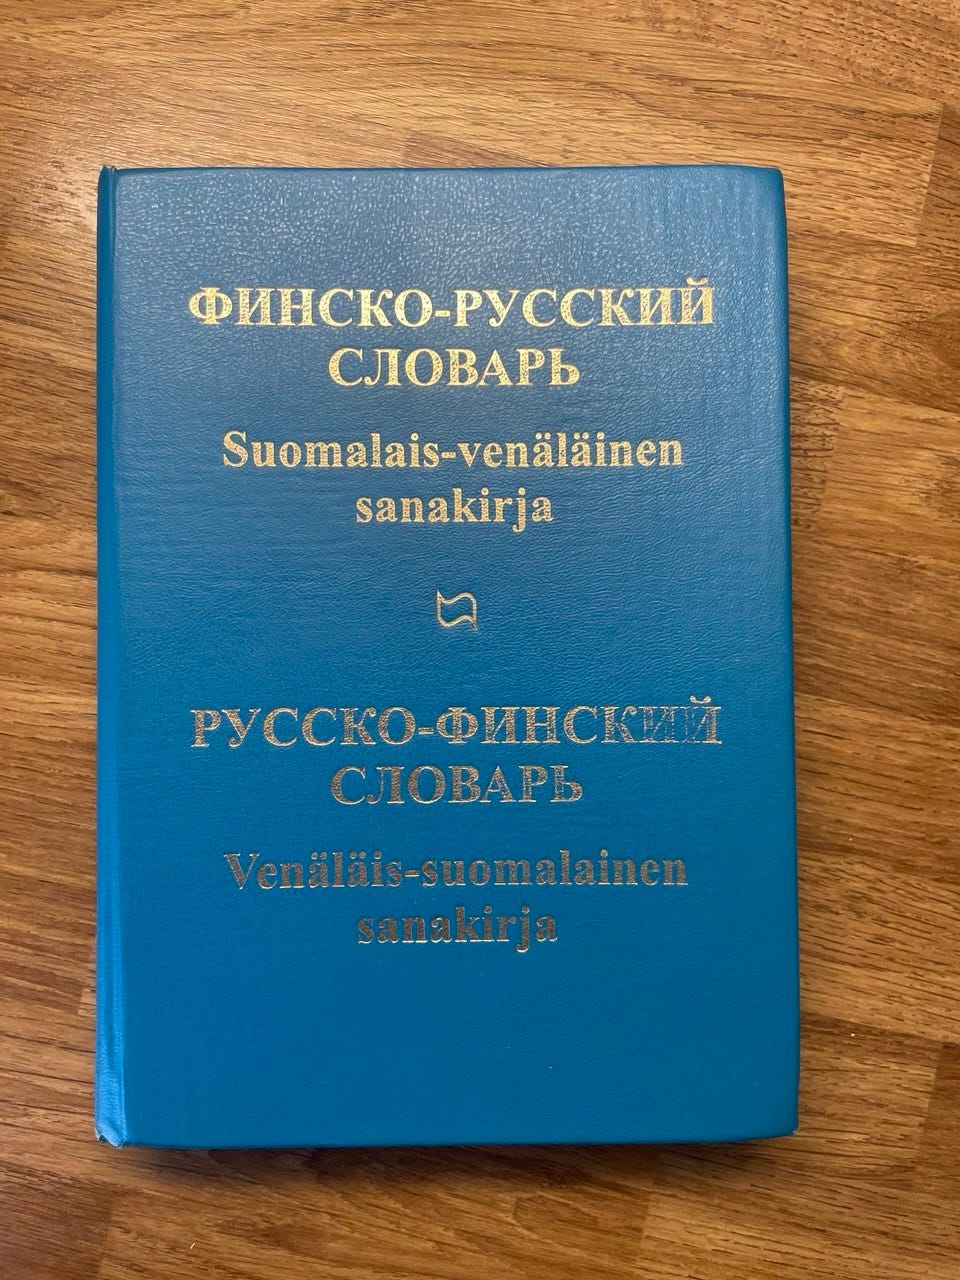 ФИНСКО-РУССКИЙ
СЛОВАРЬ
Suomalais-venäläinen
sanakirja
РУССКО-ФИНСКИЙ
СЛОВАРЬ
Venäläis-suomalainen
sanakirja